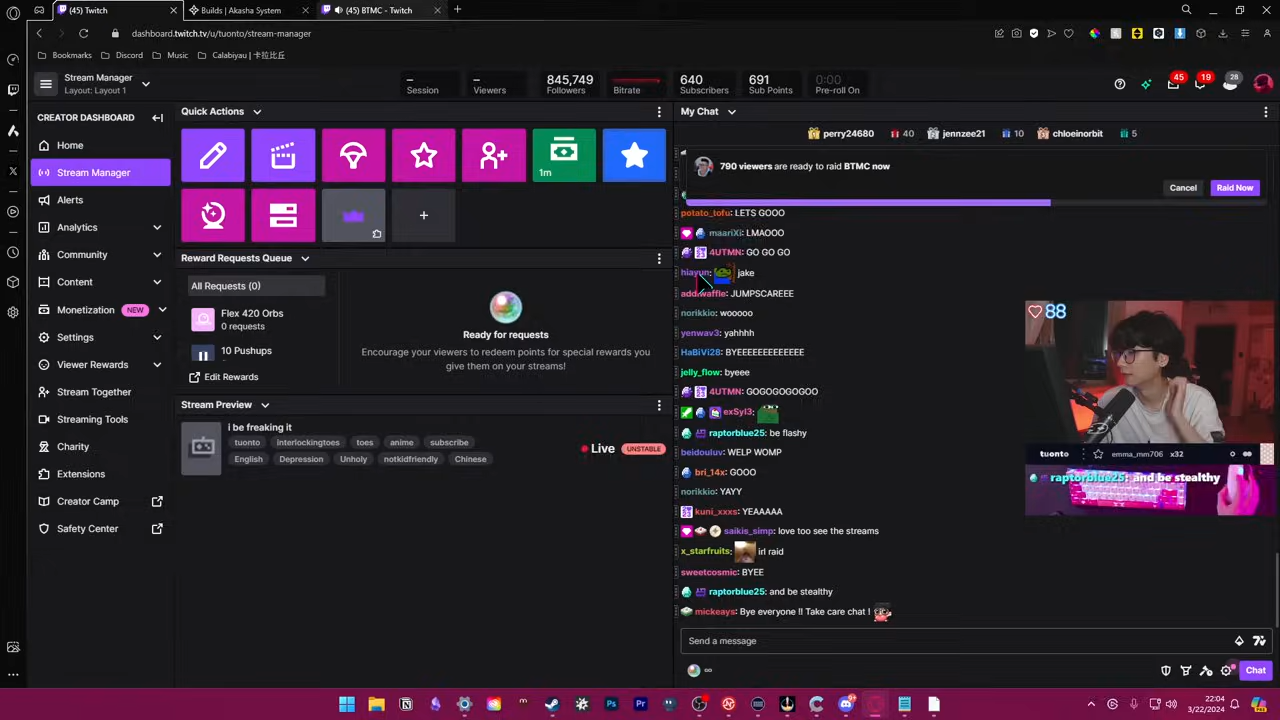 (45) Twitch
Builds | Akasha System
(45) BTMC - Twitch
dashboard.twitch.tv/u/tuonto/stream-manager
Bookmarks
Discord
Music
Calabiyau | 卡拉比丘
Stream Manager
Layout: Layout 1
–
Session
–
Viewers
845,749
Followers
Bitrate
640
Subscribers
691
Sub Points
0:00
Pre-roll On
45
19
28
CREATOR DASHBOARD
Home
Stream Manager
Alerts
Analytics
Community
Content
Monetization NEW
Settings
Viewer Rewards
Stream Together
Streaming Tools
Charity
Extensions
Creator Camp
Safety Center
Quick Actions
1m
Reward Requests Queue
All Requests (0)
Flex 420 Orbs
0 requests
10 Pushups
Edit Rewards
Ready for requests
Encourage your viewers to redeem points for special rewards you
give them on your streams!
Stream Preview
i be freaking it
tuonto interlockingtoes toes anime subscribe
English Depression Unholy notkidfriendly Chinese
Live UNSTABLE
My Chat
perry24680 40 jennzee21 10 chloeinorbit 5
790 viewers are ready to raid BTMC now
Cancel Raid Now
potato_tofu: LETS GOOO
maariXi: LMAOOO
4UTMN: GO GO GO
hiayun: jake
JUMPSCAREEE
norikkio: wooooo
yenwav3: yahhhh
HaBiVi28: BYEEEEEEEEEEEEE
jelly_flow: byeee
4UTMN: GOGOGOGOGOO
exSyl3:
raptorblue25: be flashy
beidouluv: WELP WOMP
bri_14x: GOOO
norikkio: YAYY
kuni_xxxs: YEAAAAA
saikis_simp: love too see the streams
x_starfruits: irl raid
sweetcosmic: BYEE
raptorblue25: and be stealthy
mickeays: Bye everyone !! Take care chat !
Send a message
Chat
88
tuonto
emma_mm706 x32
raptorblue25: and be stealthy
22:04
3/22/2024